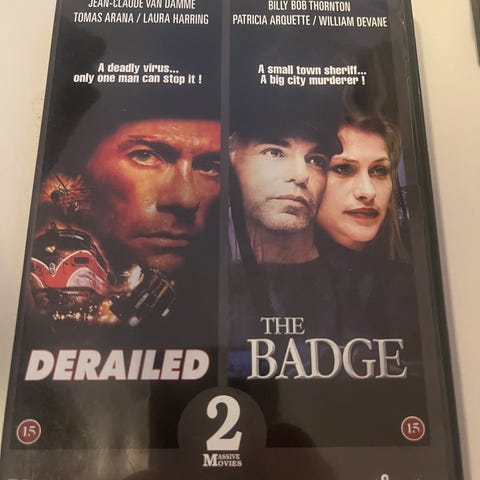 JEAN-CLAUDE VAN DAMME
TOMAS ARANA / LAURA HARRING
A deadly virus...
only one man can stop it !
DERAILED
15
BILLY BOB THORNTON
PATRICIA ARQUETTE / WILLIAM DEVANE
A small town sheriff...
A big city murderer !
THE
BADGE
15
2
MASSIVE
MOVIES